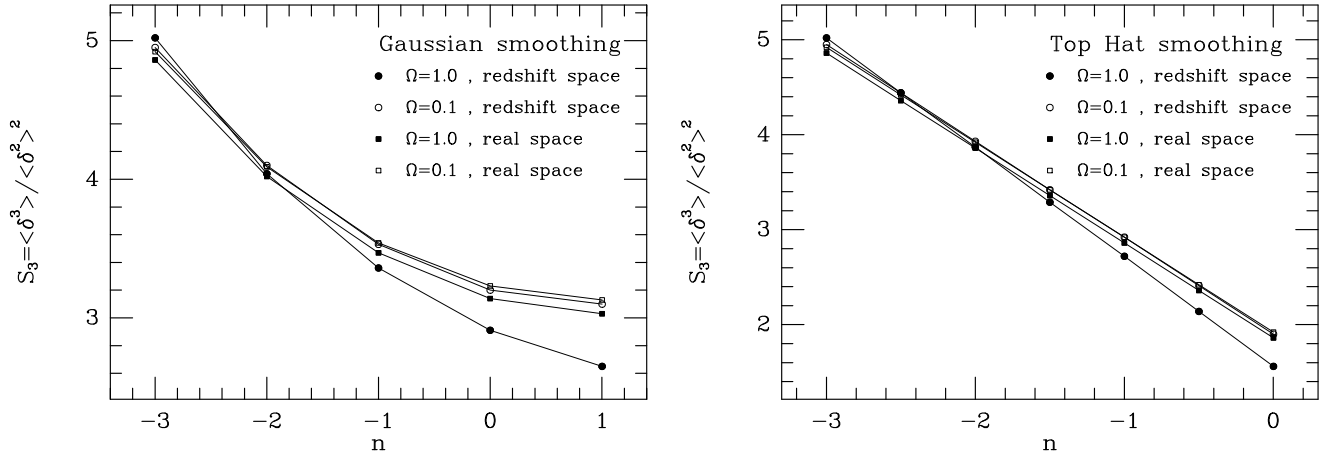 Gaussian smoothing
Ω=1.0 , redshift space
Ω=0.1 , redshift space
Ω=1.0 , real space
Ω=0.1 , real space
S₃=<δ³>/<δ²>²
5
4
3
−3 −2 −1 0 1
n
Top Hat smoothing
Ω=1.0 , redshift space
Ω=0.1 , redshift space
Ω=1.0 , real space
Ω=0.1 , real space
S₃=<δ³>/<δ²>²
5
4
3
2
−3 −2 −1 0
n